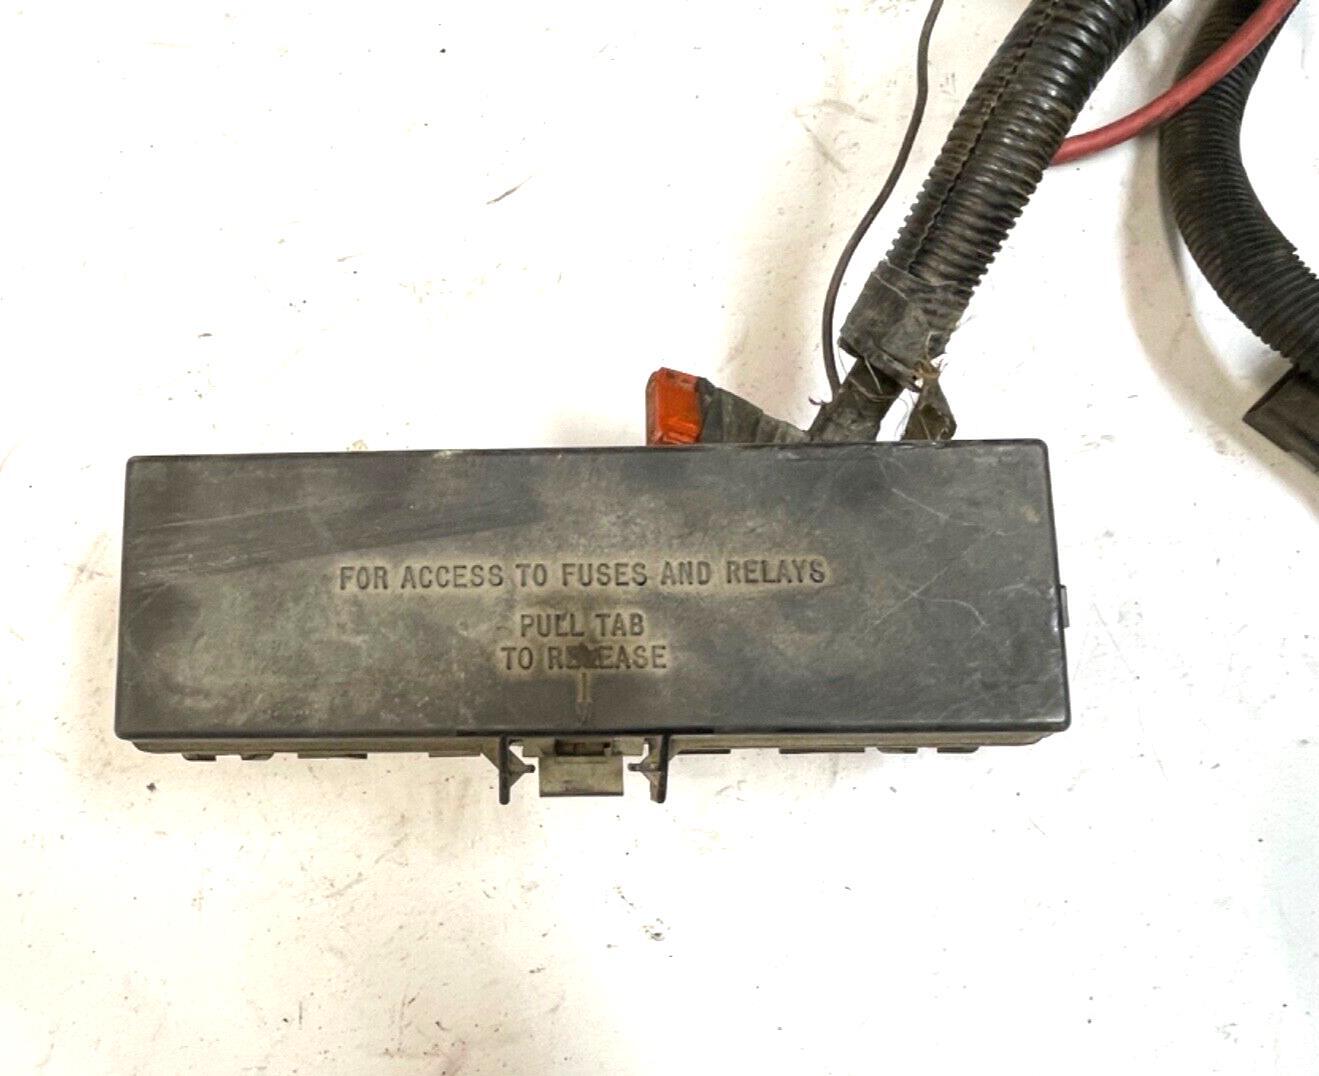 FOR ACCESS TO FUSES AND RELAYS
PULL TAB
TO RELEASE